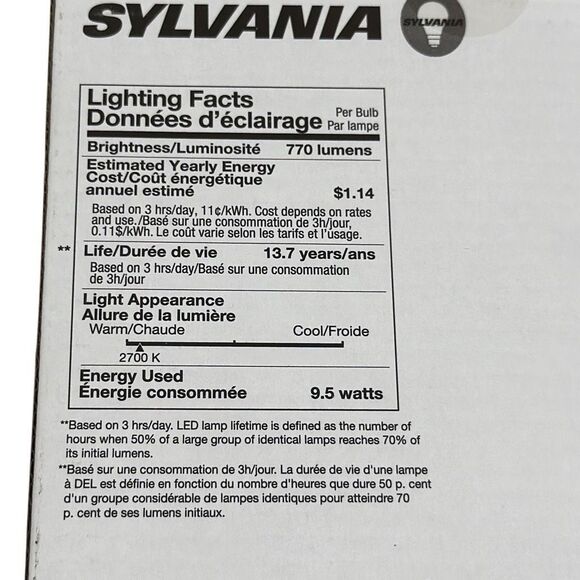 SYLVANIA
SYLVANIA
Lighting Facts
Données d'éclairage
Per Bulb
Par lampe
Brightness/Luminosité 770 lumens
Estimated Yearly Energy
Cost/Coût énergétique
annuel estimé $1.14
Based on 3 hrs/day, 11¢/kWh. Cost depends on rates
and use./Basé sur une consommation de 3h/jour,
0.11$/kWh. Le coût varie selon les tarifs et l'usage.
** Life/Durée de vie 13.7 years/ans
Based on 3 hrs/day/Basé sur une consommation
de 3h/jour
Light Appearance
Allure de la lumière
Warm/Chaude Cool/Froide
2700 K
Energy Used
Énergie consommée 9.5 watts
**Based on 3 hrs/day. LED lamp lifetime is defined as the number of
hours when 50% of a large group of identical lamps reaches 70% of
its initial lumens.
**Basé sur une consommation de 3h/jour. La durée de vie d'une lampe
à DEL est définie en fonction du nombre d'heures que dure 50 p. cent
d'un groupe considérable de lampes identiques pour atteindre 70
p. cent de ses lumens initiaux.